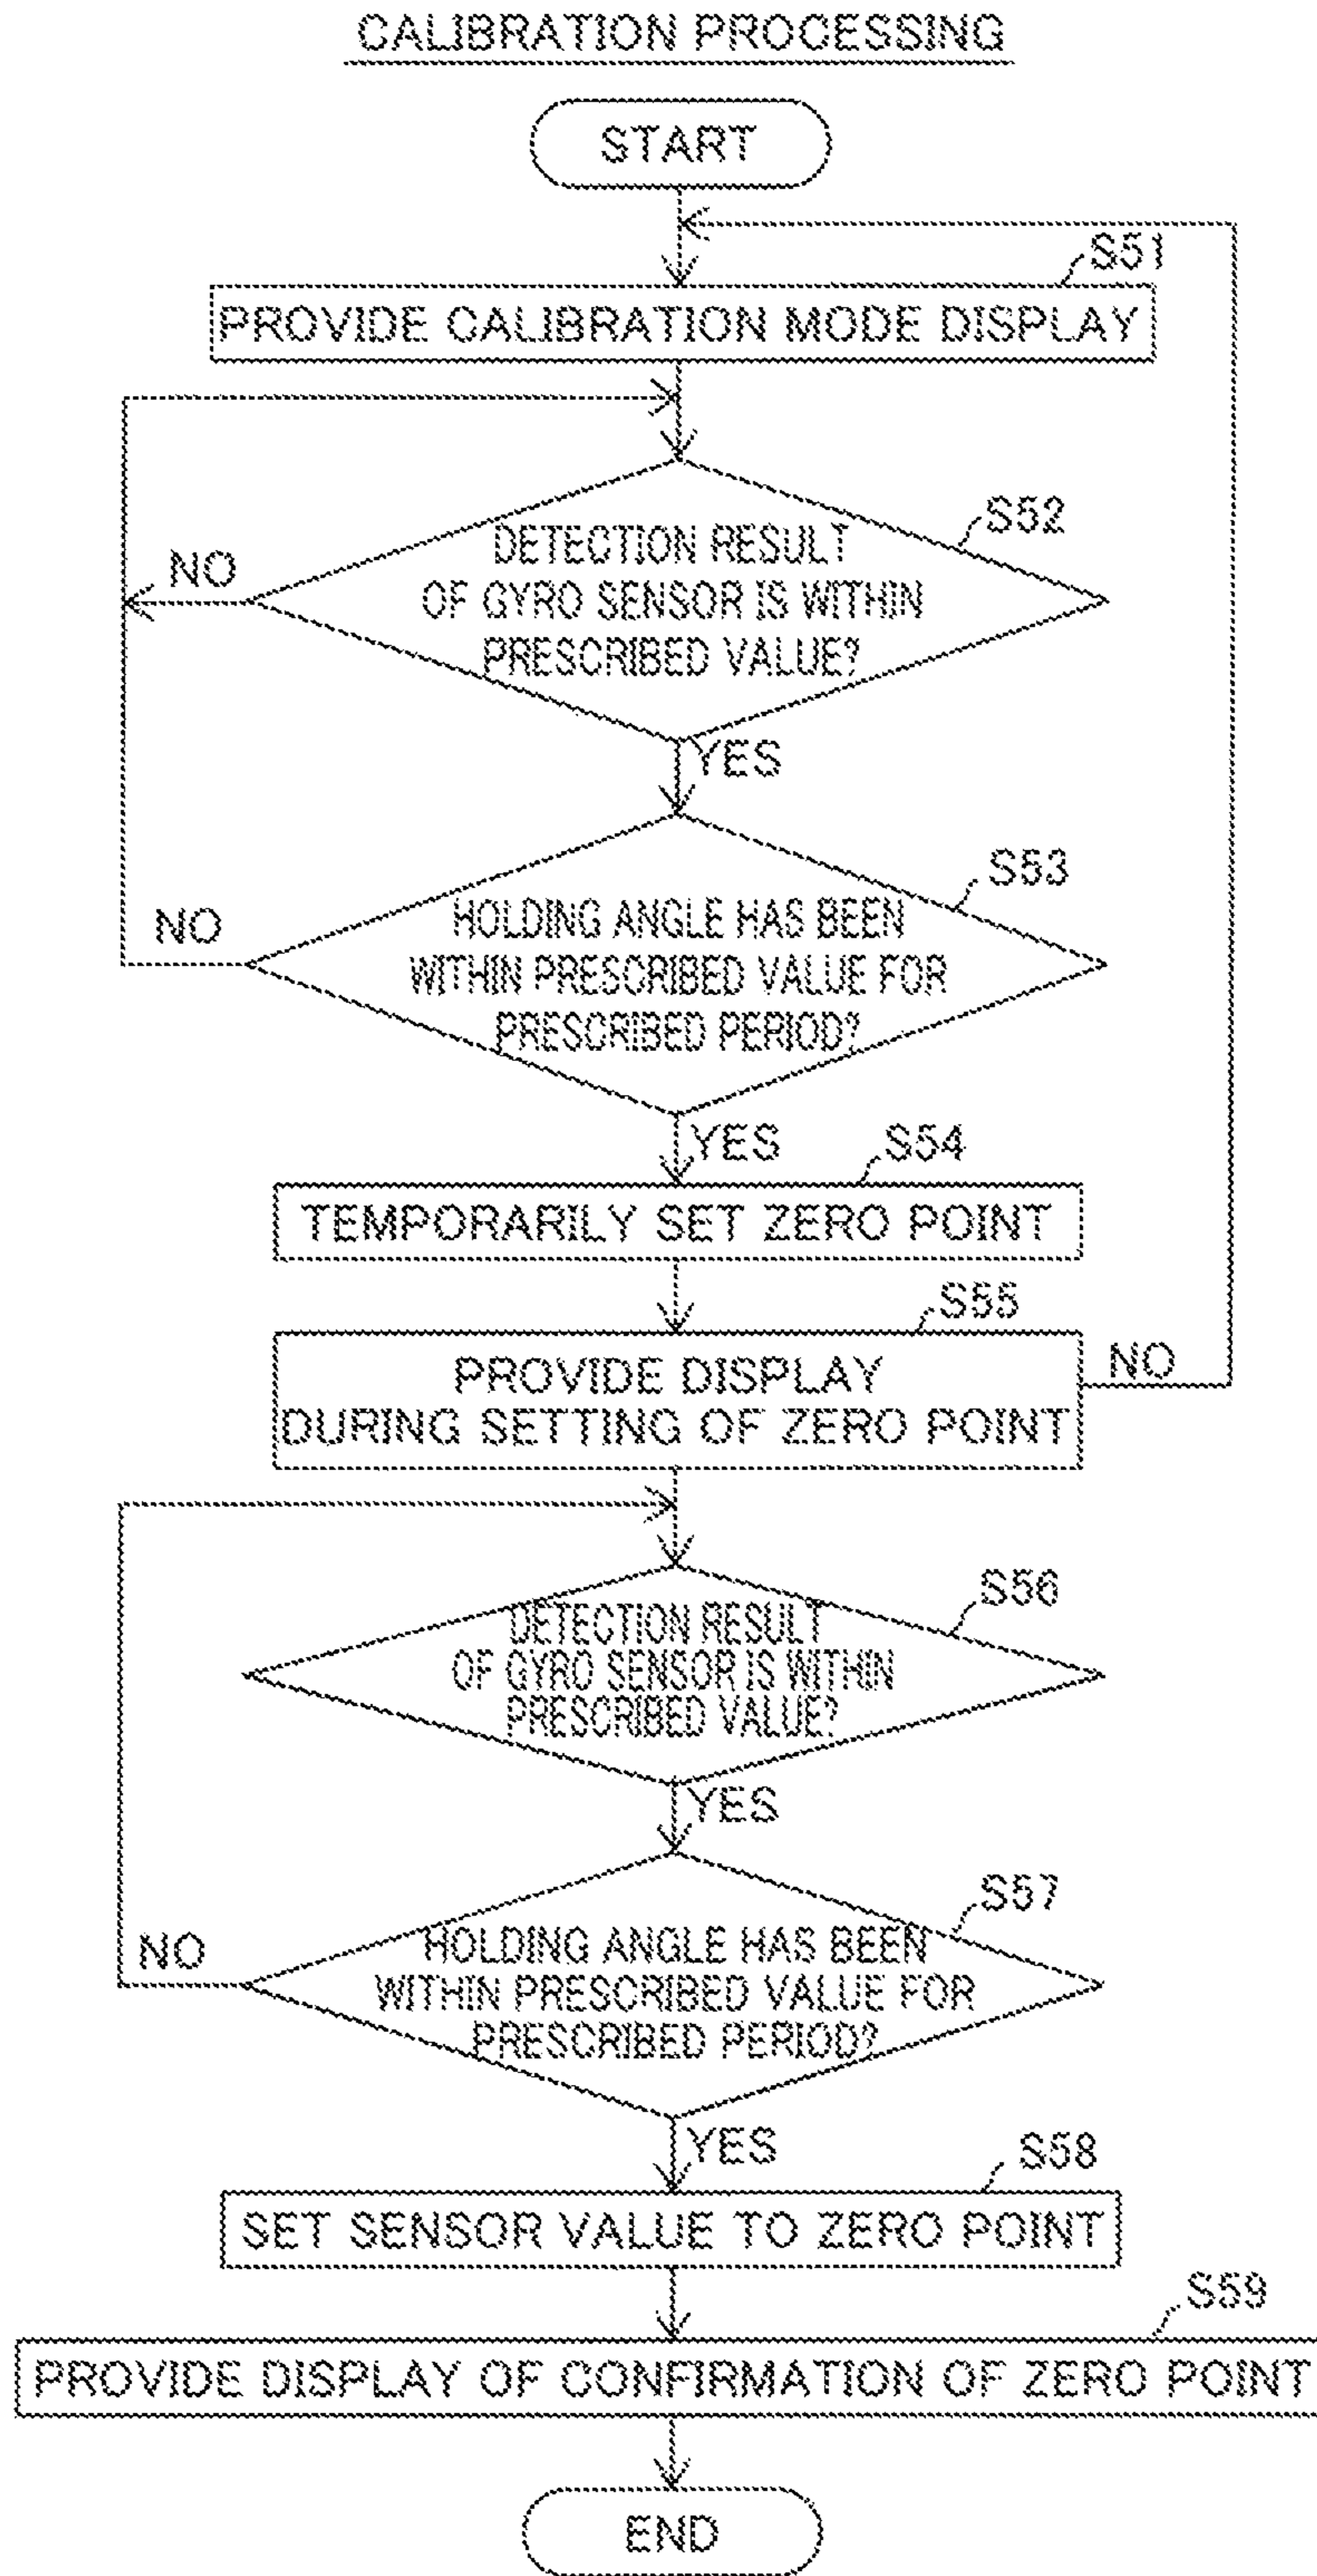 CALIBRATION PROCESSING
START
S51
PROVIDE CALIBRATION MODE DISPLAY
S52
DETECTION RESULT
OF GYRO SENSOR IS WITHIN
PRESCRIBED VALUE?
NO
YES
S53
HOLDING ANGLE HAS BEEN
WITHIN PRESCRIBED VALUE FOR
PRESCRIBED PERIOD?
NO
YES
S54
TEMPORARILY SET ZERO POINT
S55
PROVIDE DISPLAY
DURING SETTING OF ZERO POINT
NO
S56
DETECTION RESULT
OF GYRO SENSOR IS WITHIN
PRESCRIBED VALUE?
YES
S57
HOLDING ANGLE HAS BEEN
WITHIN PRESCRIBED VALUE FOR
PRESCRIBED PERIOD?
NO
YES
S58
SET SENSOR VALUE TO ZERO POINT
S59
PROVIDE DISPLAY OF CONFIRMATION OF ZERO POINT
END